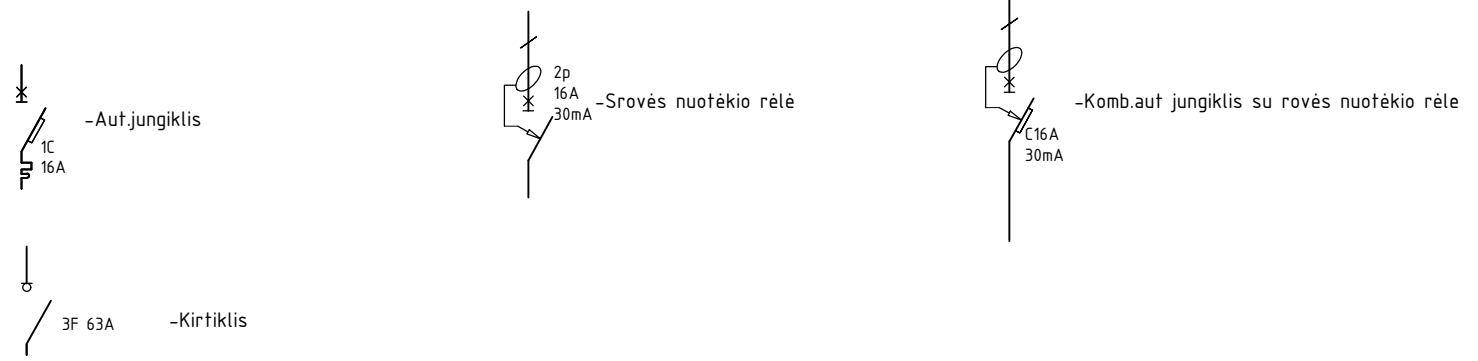 -Aut.jungiklis
1C
16A
2p
16A
30mA
-Srovės nuotėkio rėlė
-Komb.aut jungiklis su rovės nuotėkio rėle
C16A
30mA
3F 63A
-Kirtiklis